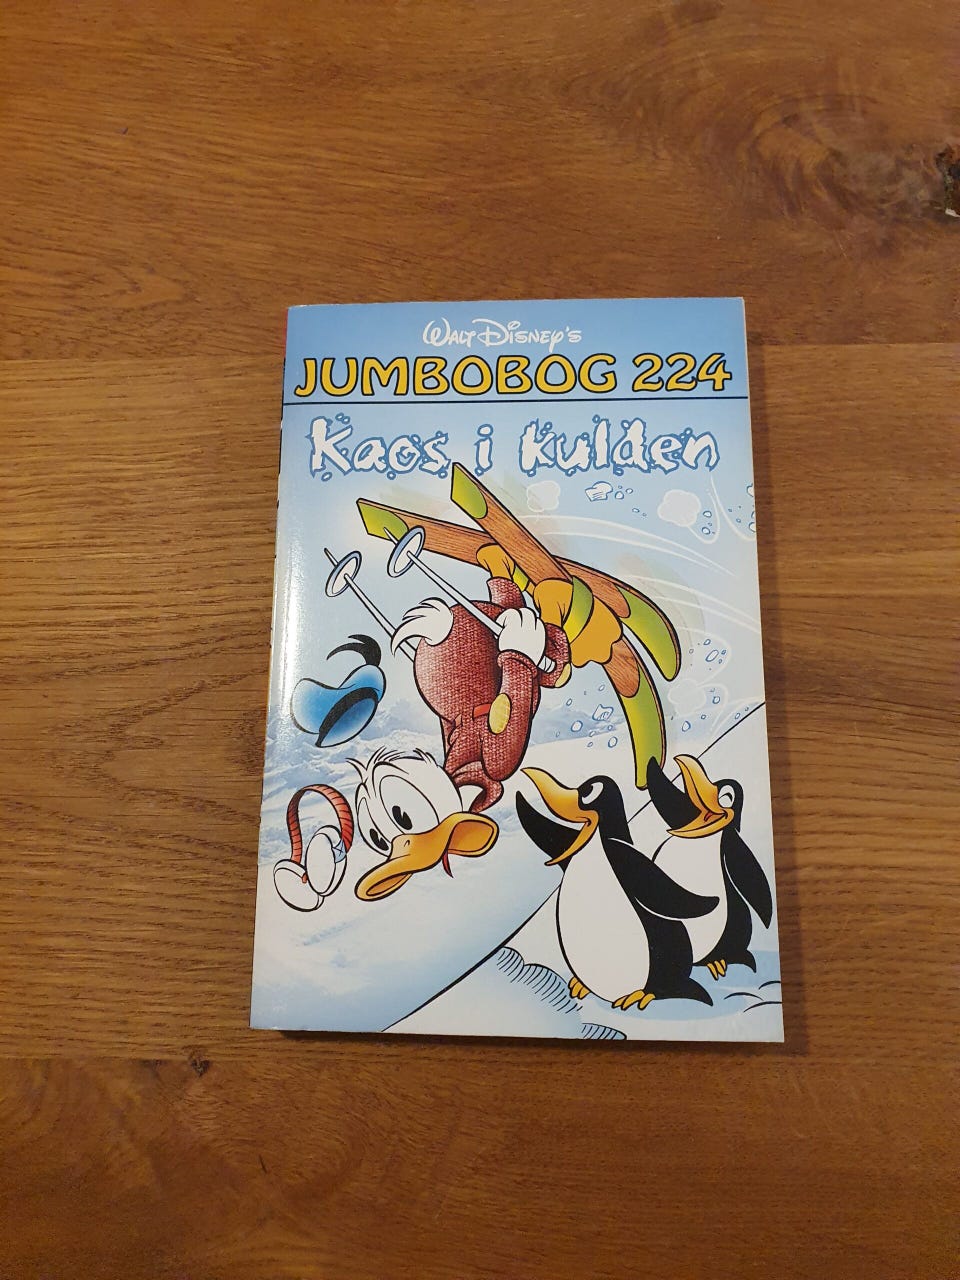 Walt Disney's
JUMBOBOG 224
Kaos i kulden